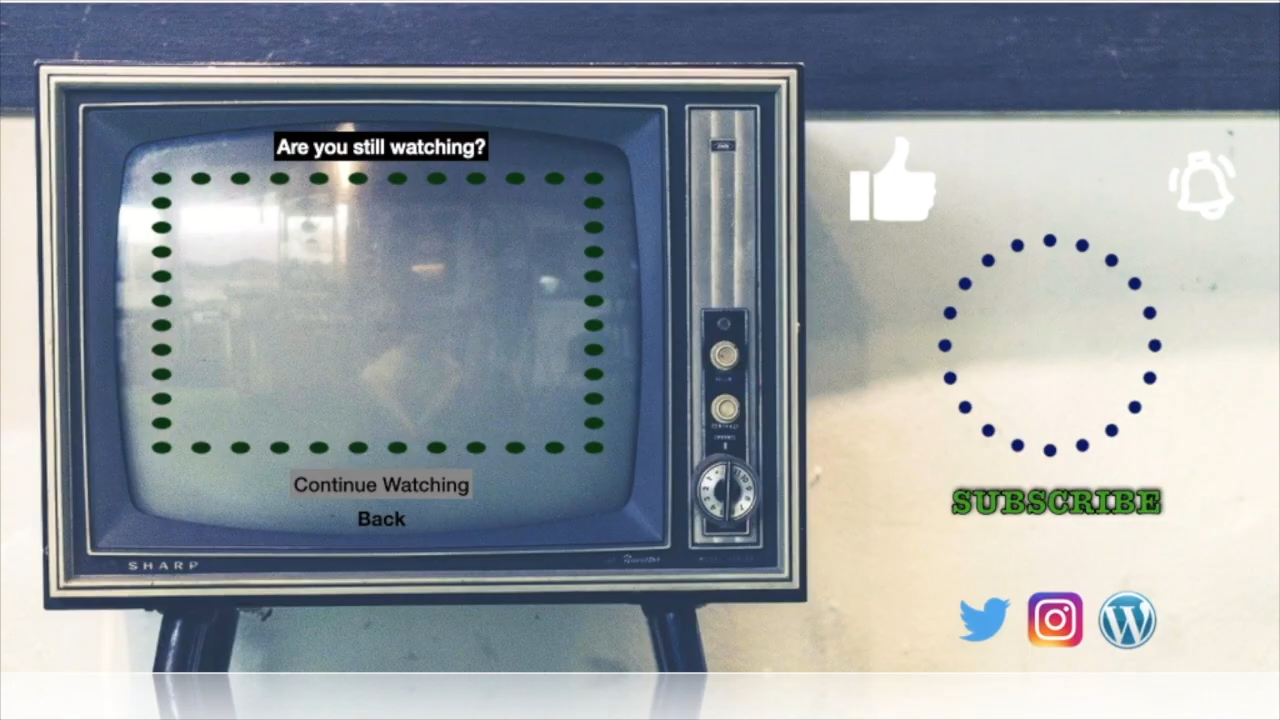 Are you still watching?
Continue Watching
Back
SHARP
SUBSCRIBE